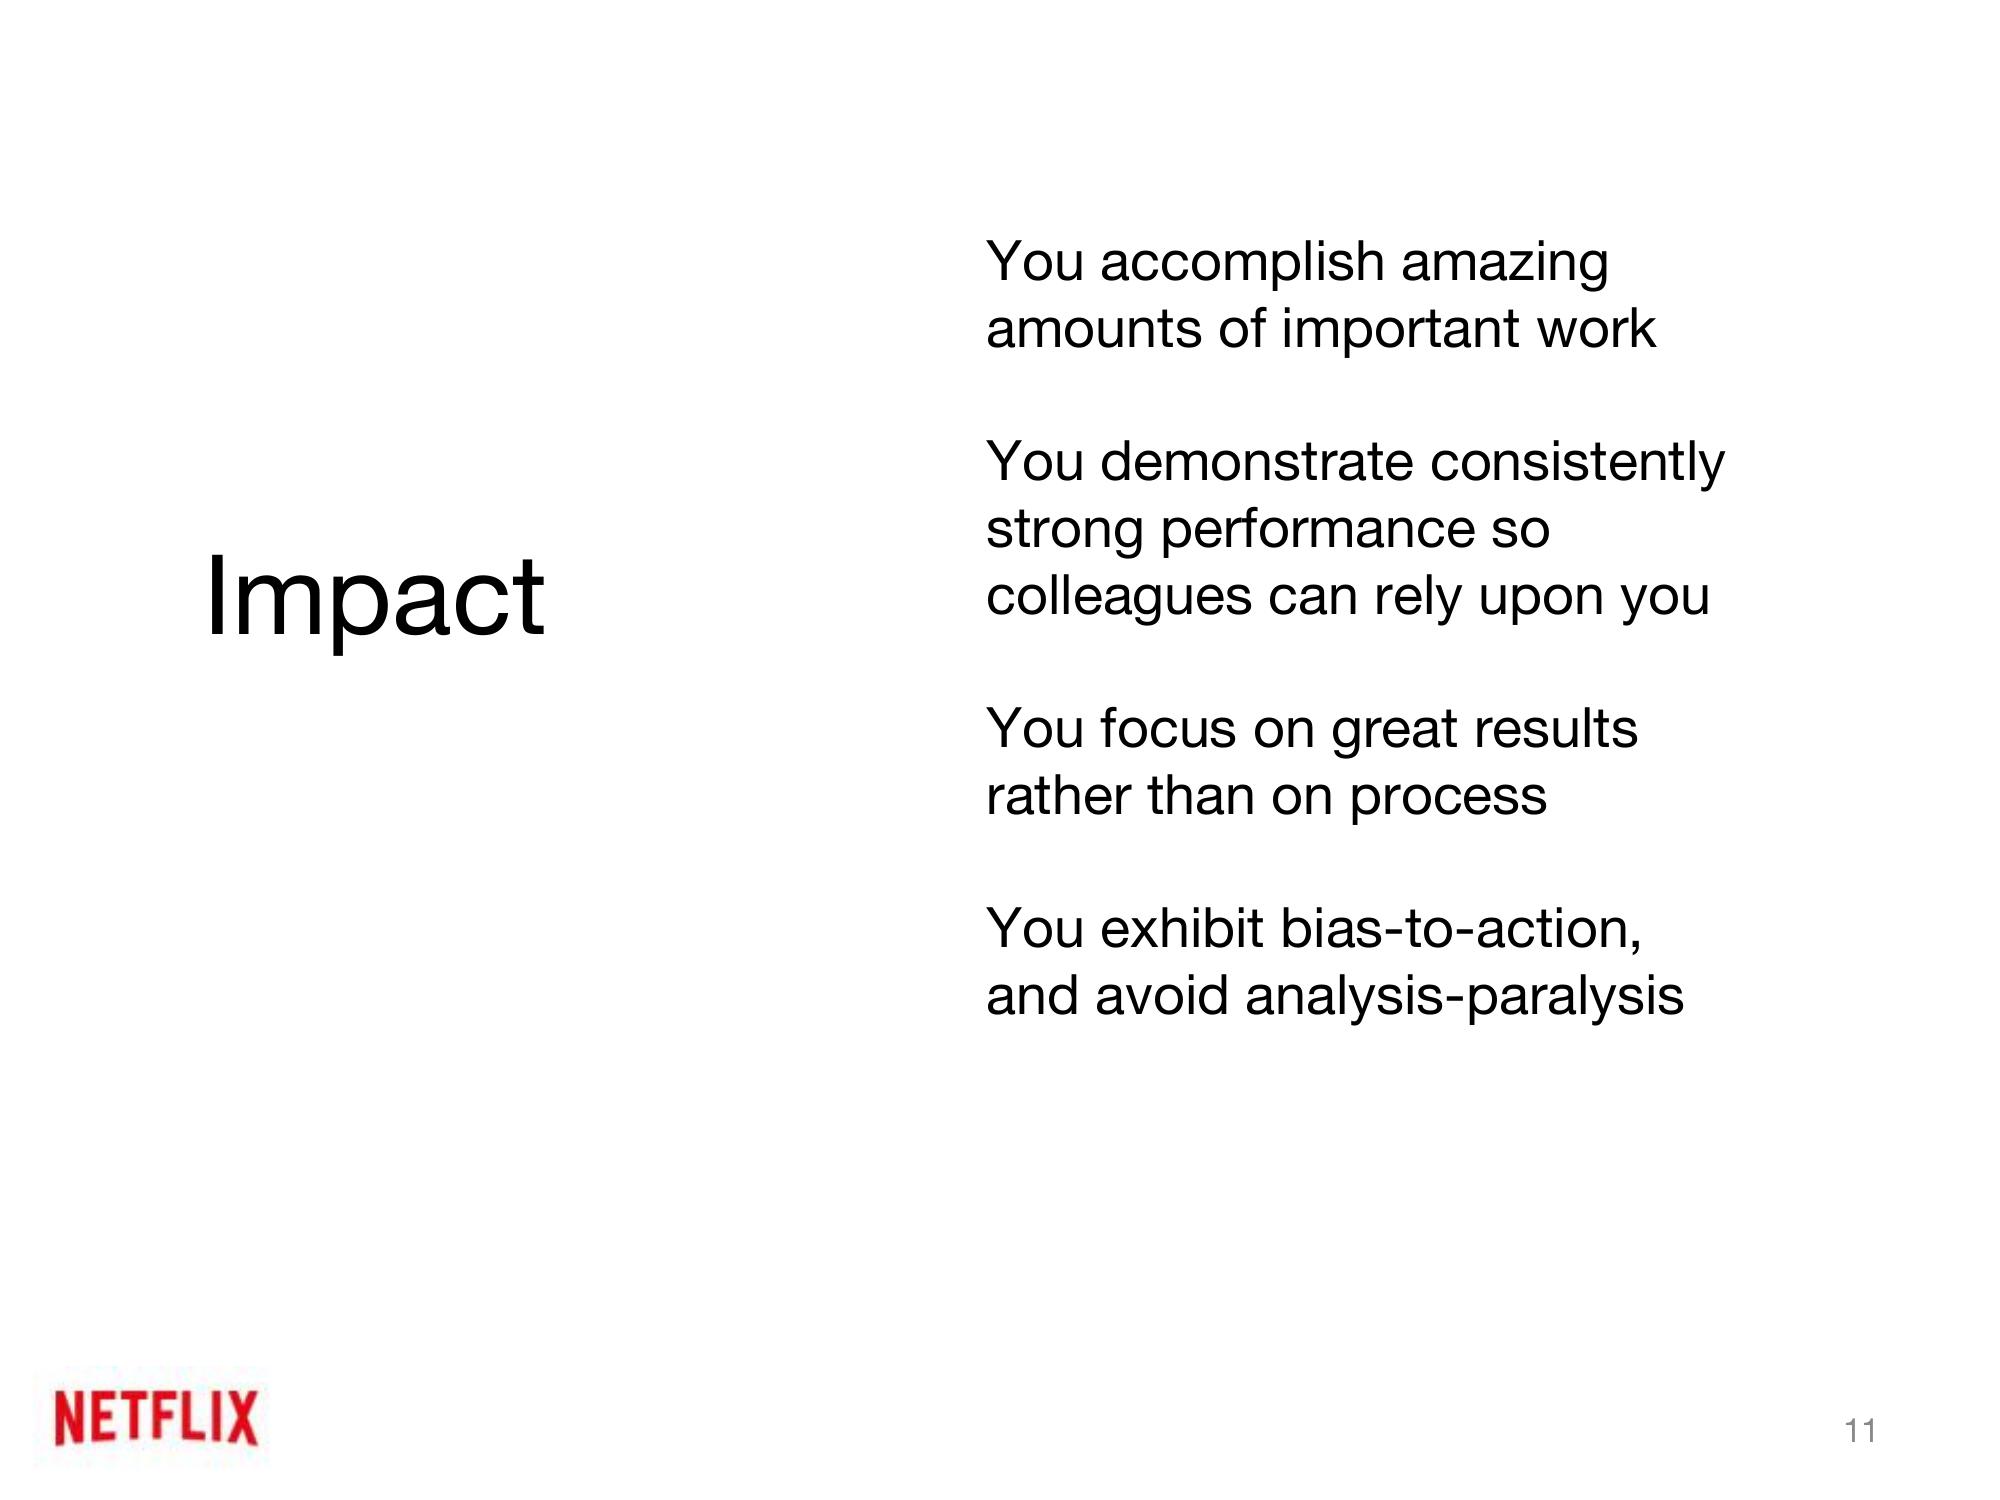 Impact
You accomplish amazing
amounts of important work
You demonstrate consistently
strong performance so
colleagues can rely upon you
You focus on great results
rather than on process
You exhibit bias-to-action,
and avoid analysis-paralysis
NETFLIX
11